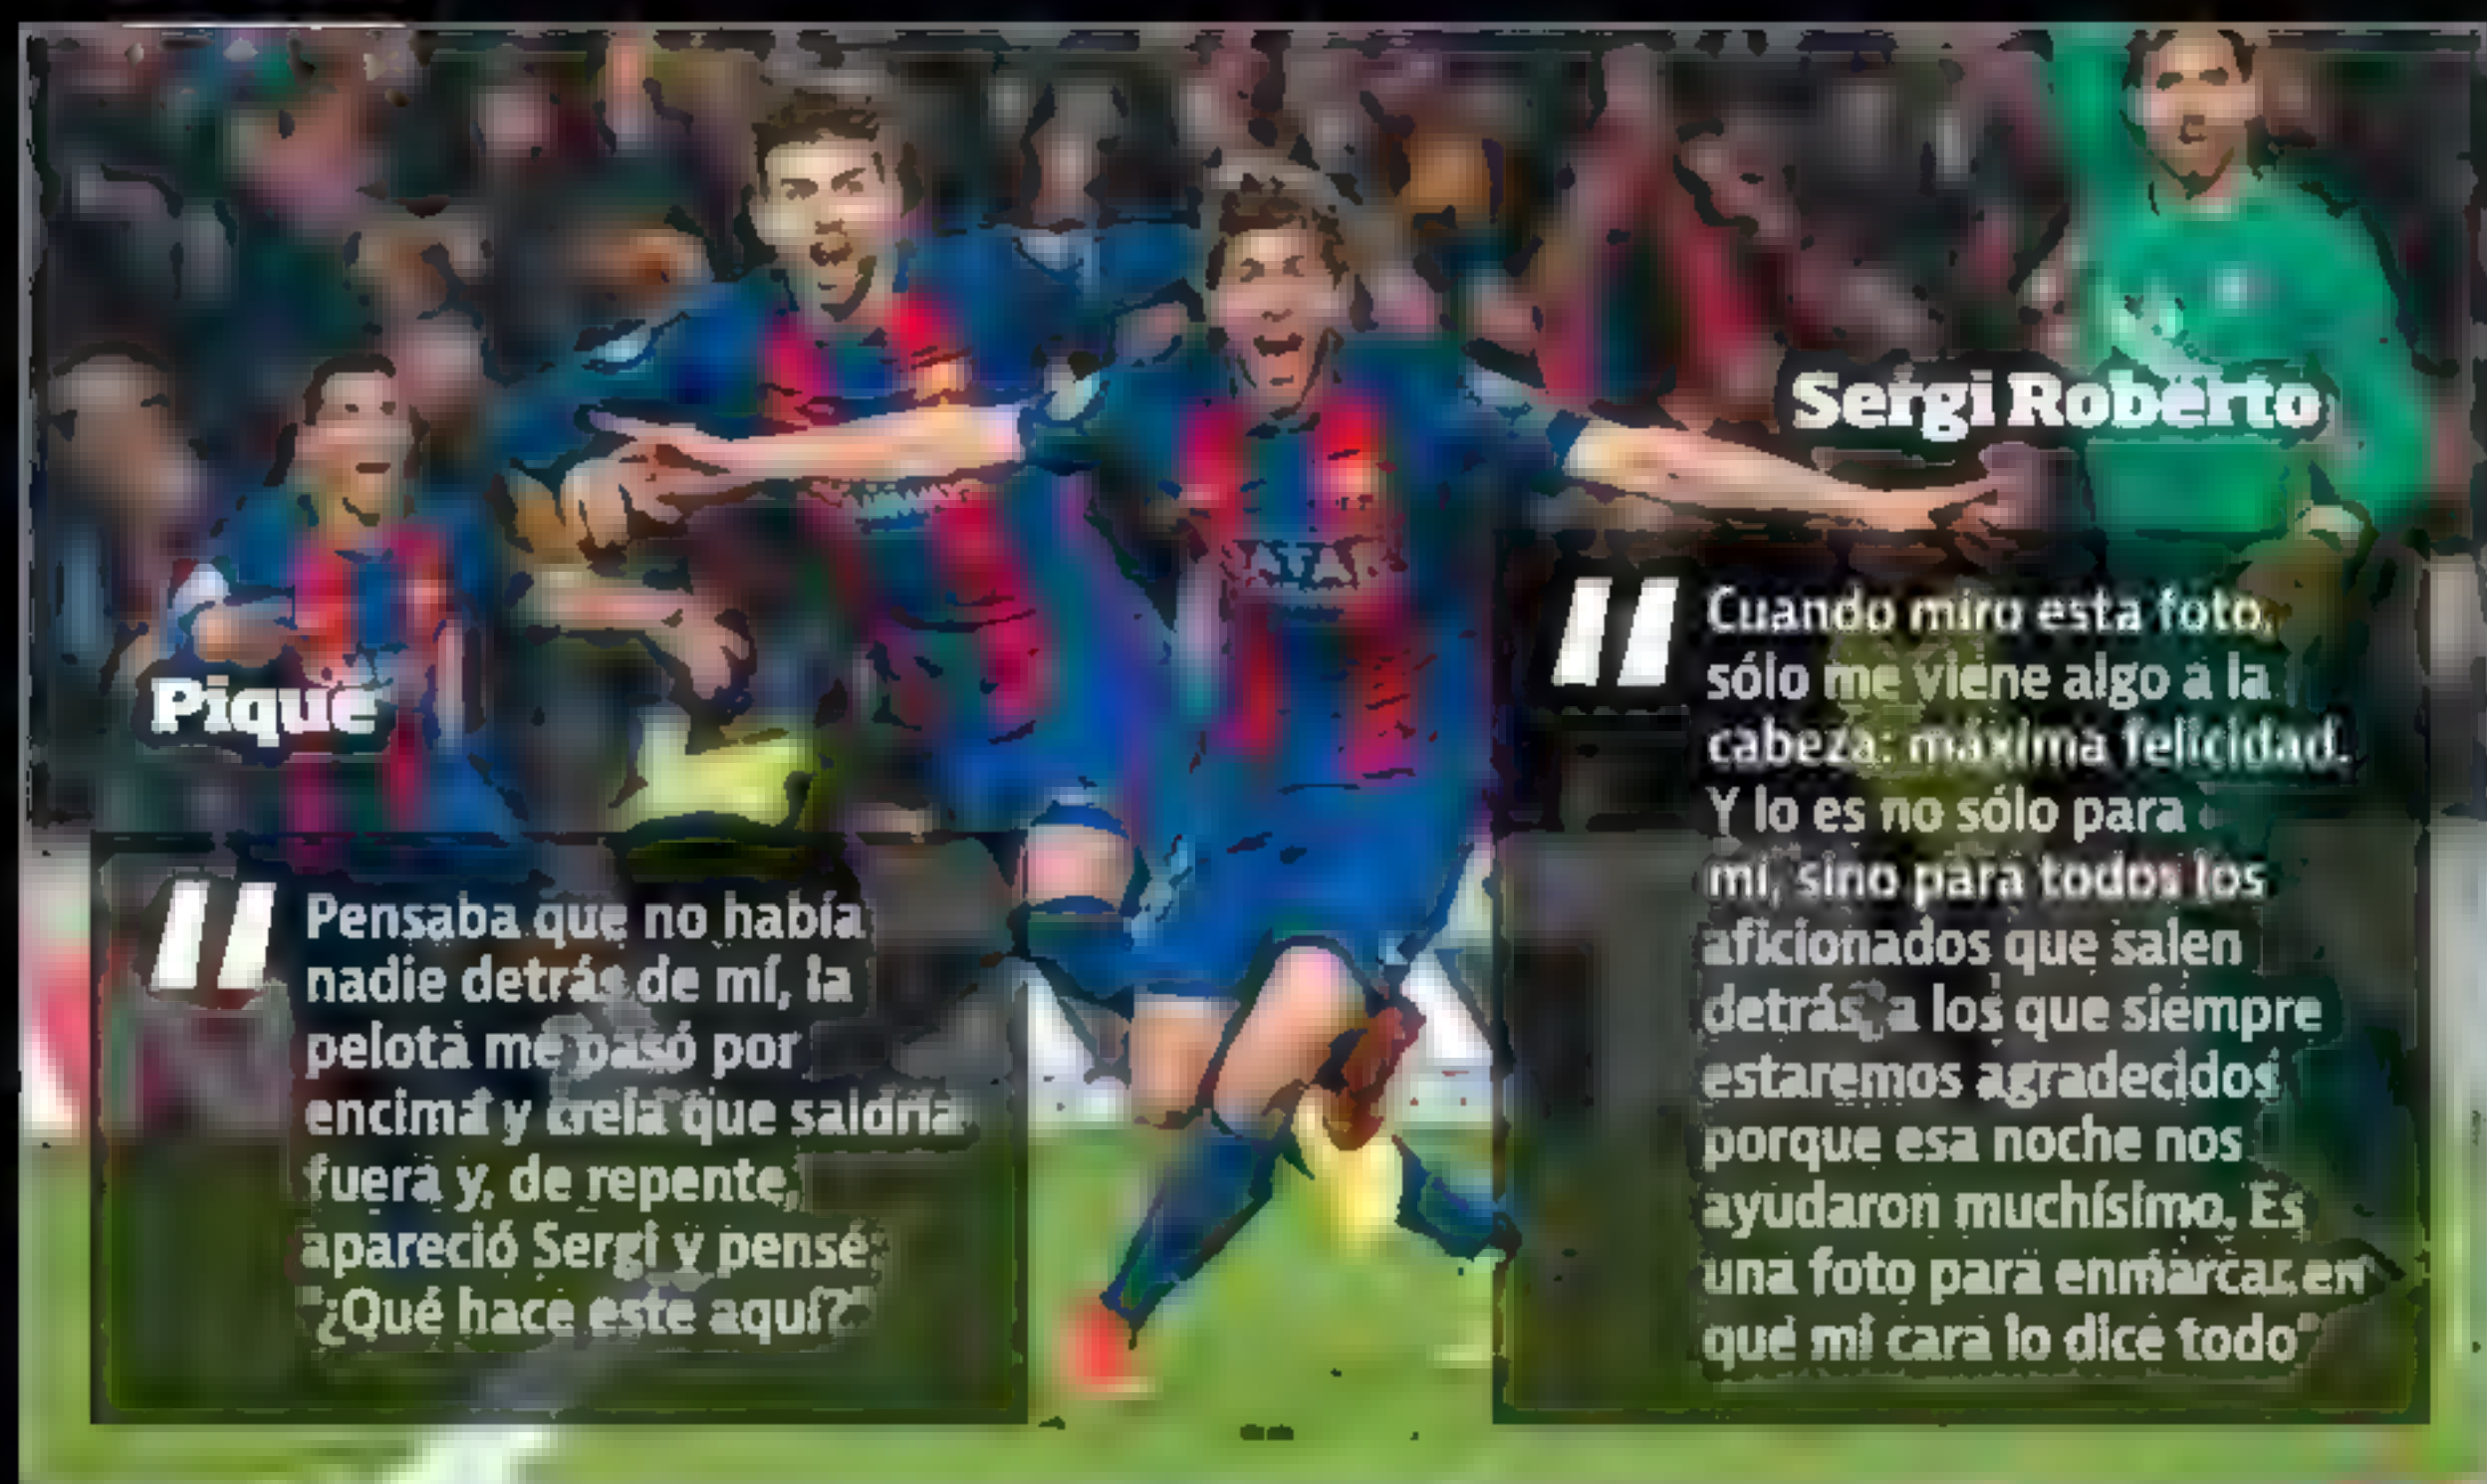 Piqué
" Pensaba que no había
nadie detrás de mí, la
pelota me pasó por
encima y creía que saldría
fuera y, de repente,
apareció Sergi y pensé:
"¿Qué hace este aquí?"
Sergi Roberto
" Cuando miro esta foto,
sólo me viene algo a la
cabeza: máxima felicidad.
Y lo es no sólo para
mí, sino para todos los
aficionados que salen
detrás, a los que siempre
estaremos agradecidos
porque esa noche nos
ayudaron muchísimo. Es
una foto para enmarcar, en
que mi cara lo dice todo"